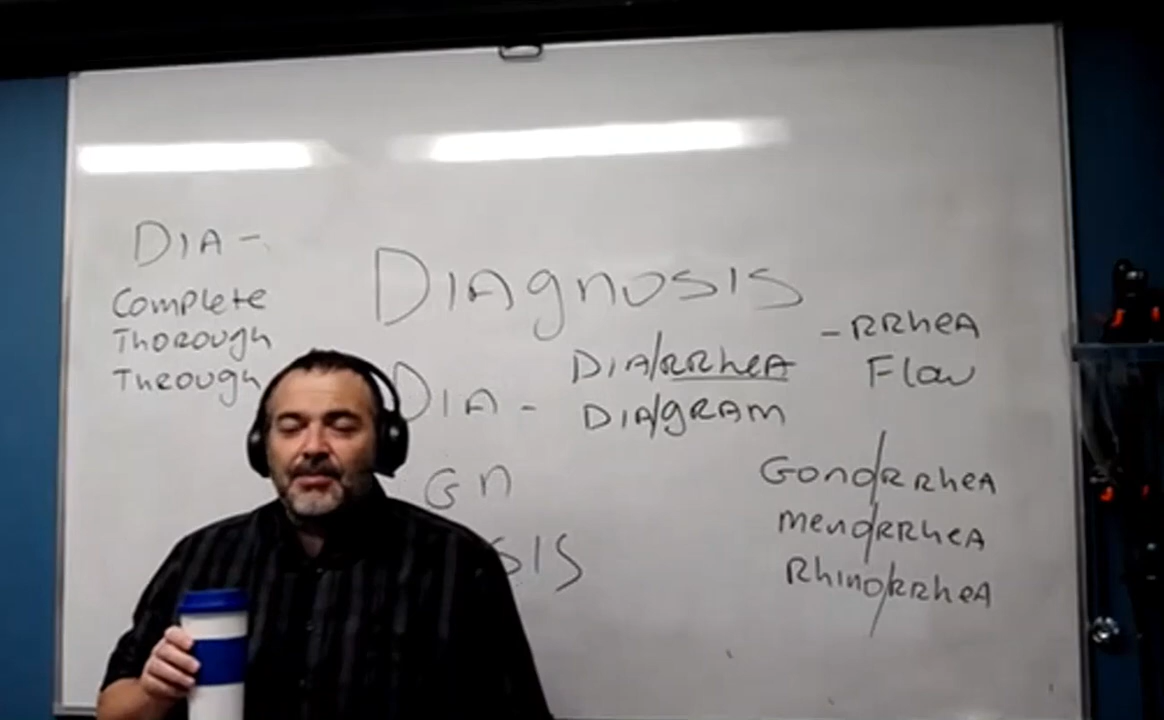 DIA-
Complete
Thorough
Through
Diagnosis
DIA-
Gn
SIS
DIA/RRheA
DIA/gRAM
-RRheA
Flow
Gono/RRheA
meno/RRheA
Rhino/RRheA